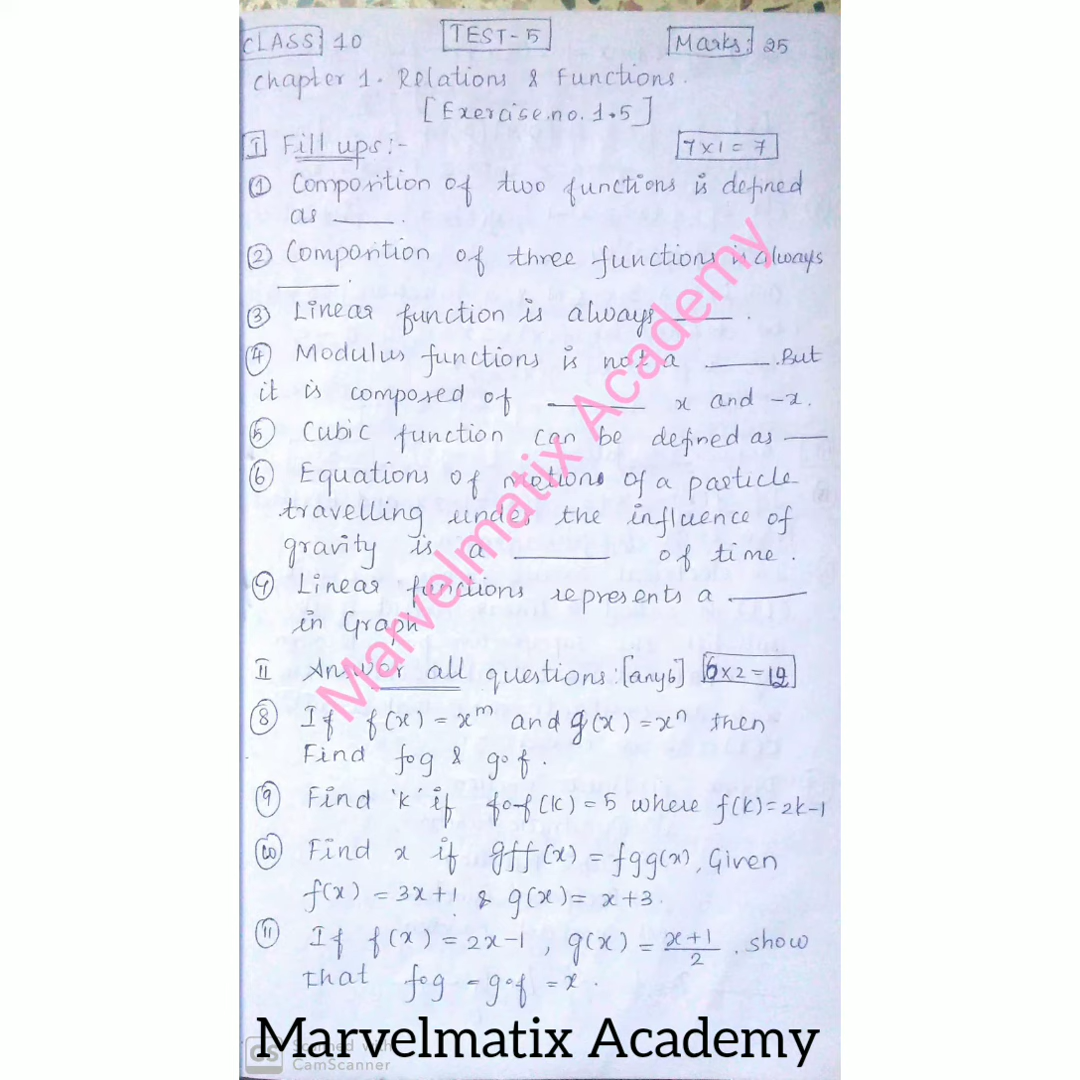 CLASS: 10 TEST-5 Marks: 25
Chapter 1. Relations & Functions.
[Exercise.no. 1.5]
I Fill ups:- 7x1=7
① Composition of two functions is defined
as ____.
② Composition of three functions is always
____.
③ Linear function is always ____.
④ Modulus functions is not a ____. But
it is composed of ____ x and -x.
⑤ Cubic function can be defined as ____
⑥ Equations of motions of a particle
travelling under the influence of
gravity is a ____ of time.
⑦ Linear functions represents a ____
in Graph
II Answer all questions: [any6] 6x2=12
⑧ If f(x) = x^m and g(x) = x^n then
Find fog & gof.
⑨ Find 'k' if fof(k) = 5 where f(k) = 2k-1
⑩ Find x if gff(x) = fgg(x), Given
f(x) = 3x+1 & g(x) = x+3.
⑪ If f(x) = 2x-1, g(x) = (x+1)/2. show
that fog = gof = x.
Marvelmatix Academy
Marvelmatix Academy
CS
CamScanner